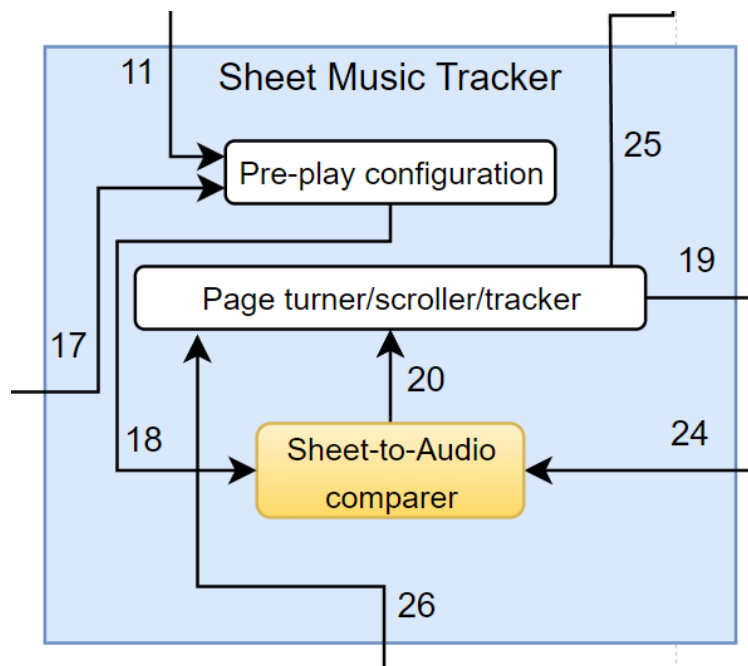 11
Sheet Music Tracker
25
Pre-play configuration
19
Page turner/scroller/tracker
17
20
18
Sheet-to-Audio
comparer
24
26